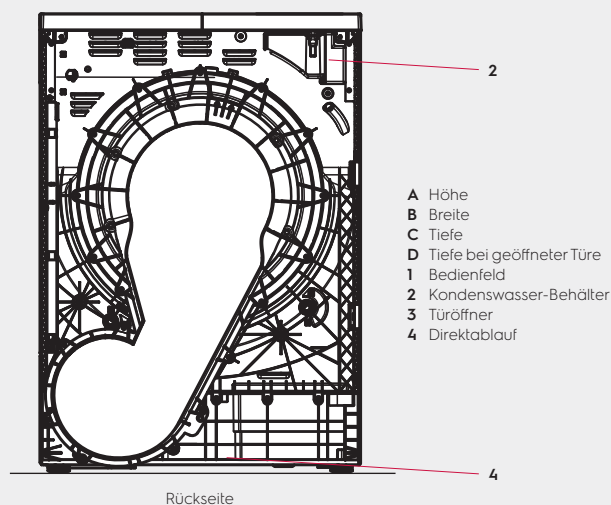 2
A Höhe
B Breite
C Tiefe
D Tiefe bei geöffneter Türe
1 Bedienfeld
2 Kondenswasser-Behälter
3 Türöffner
4 Direktablauf
4
Rückseite